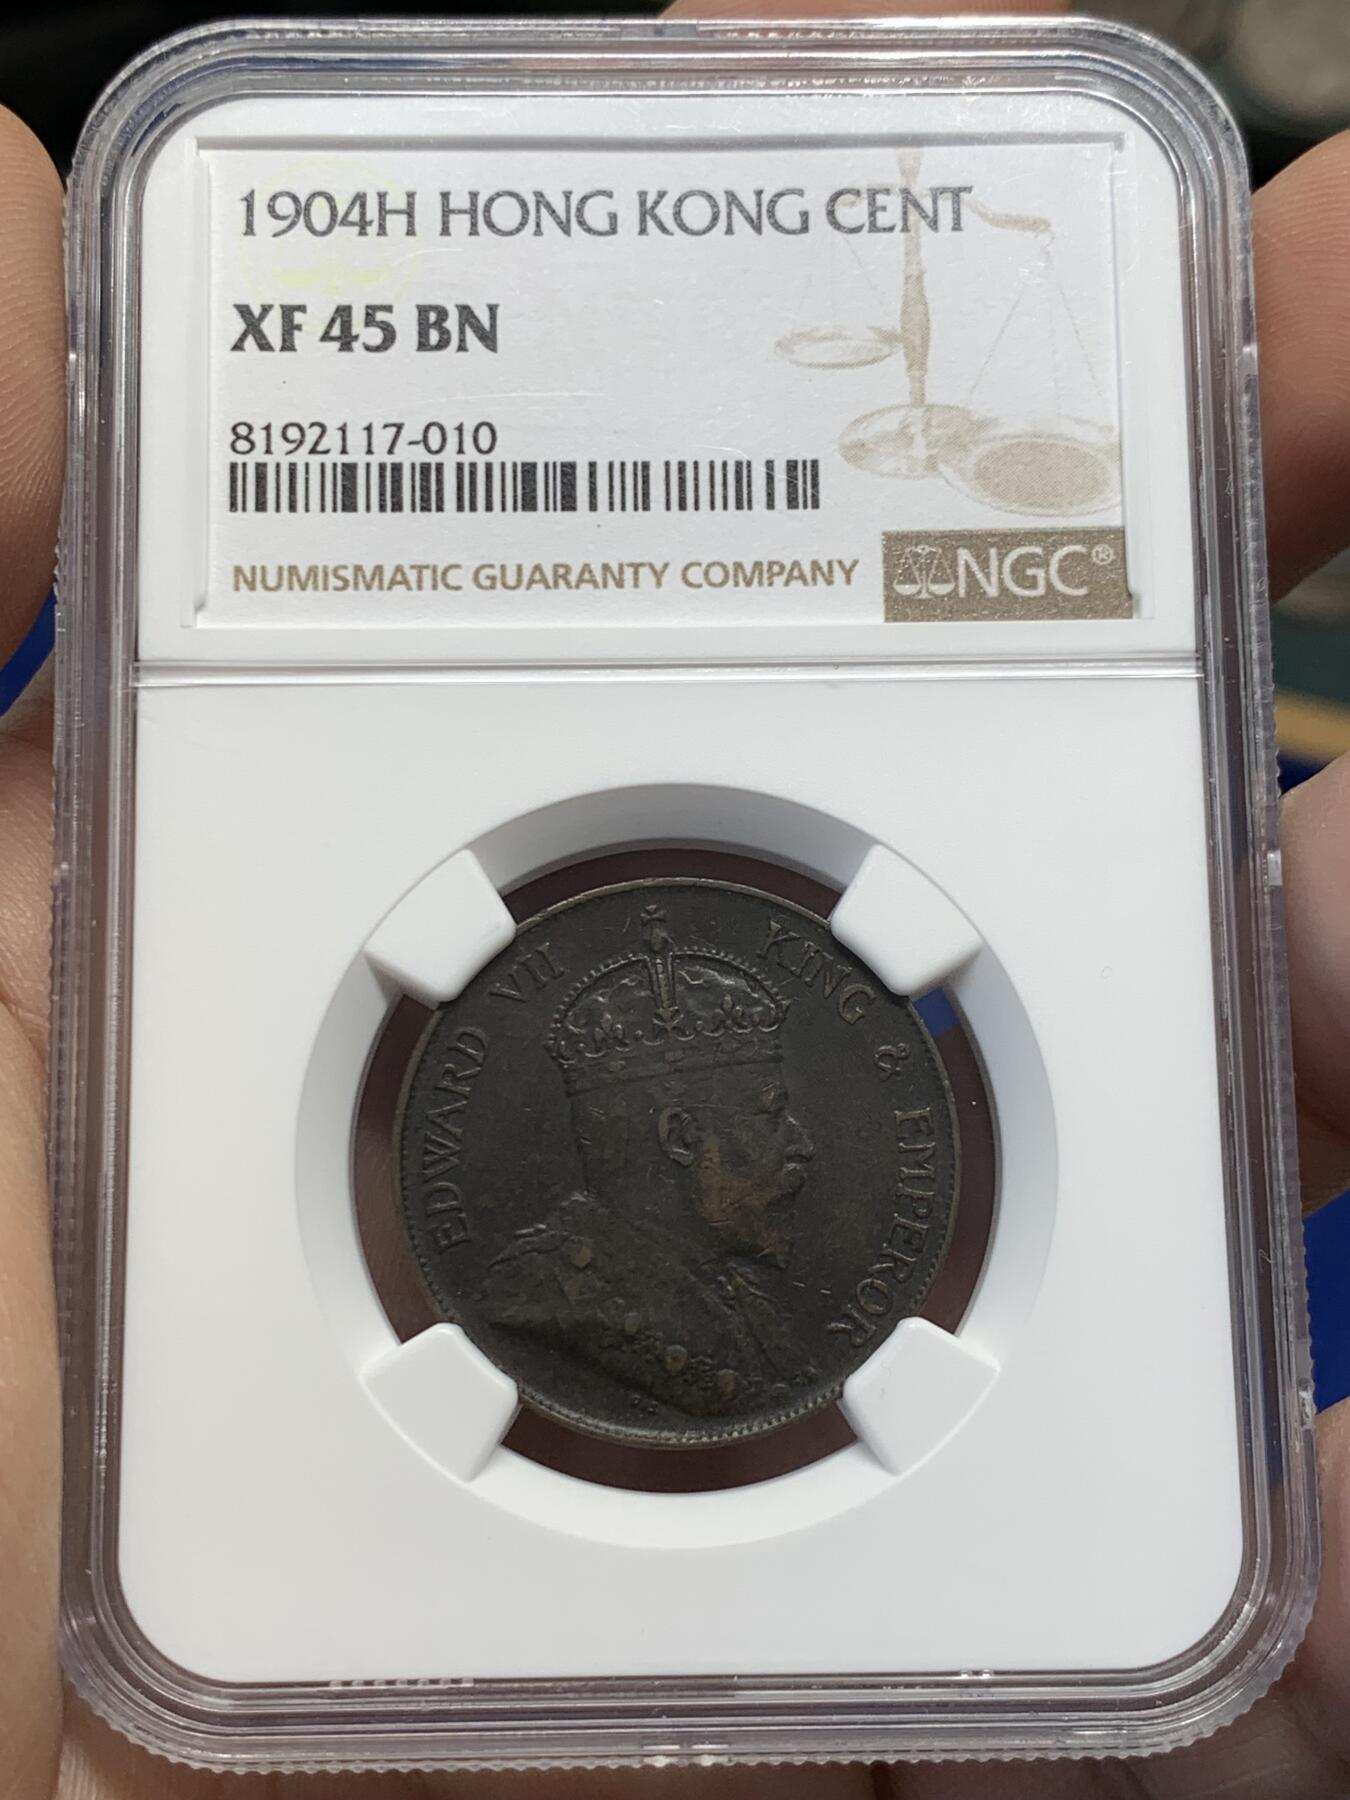 1904H HONG KONG CENT
XF 45 BN
8192117-010
NUMISMATIC GUARANTY COMPANY
NGC®
EDWARD VII KING & EMPEROR